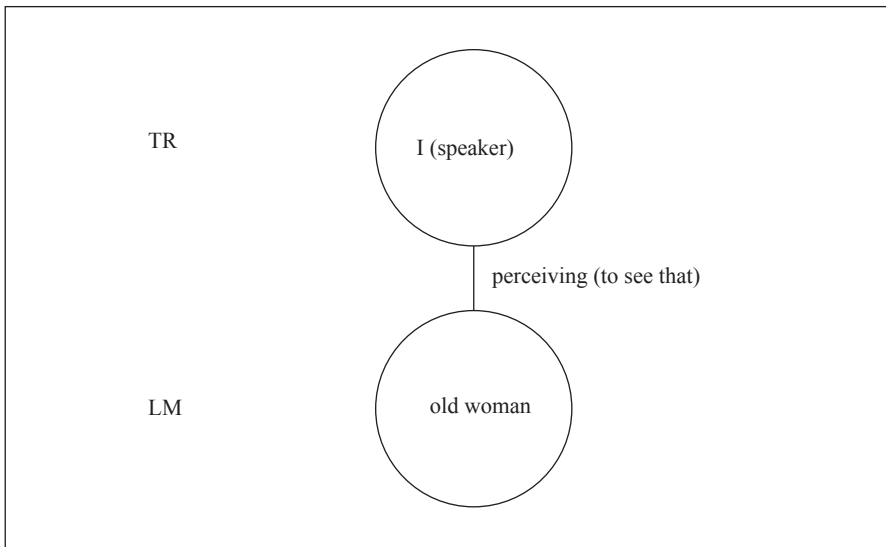 TR
I (speaker)
perceiving (to see that)
LM
old woman